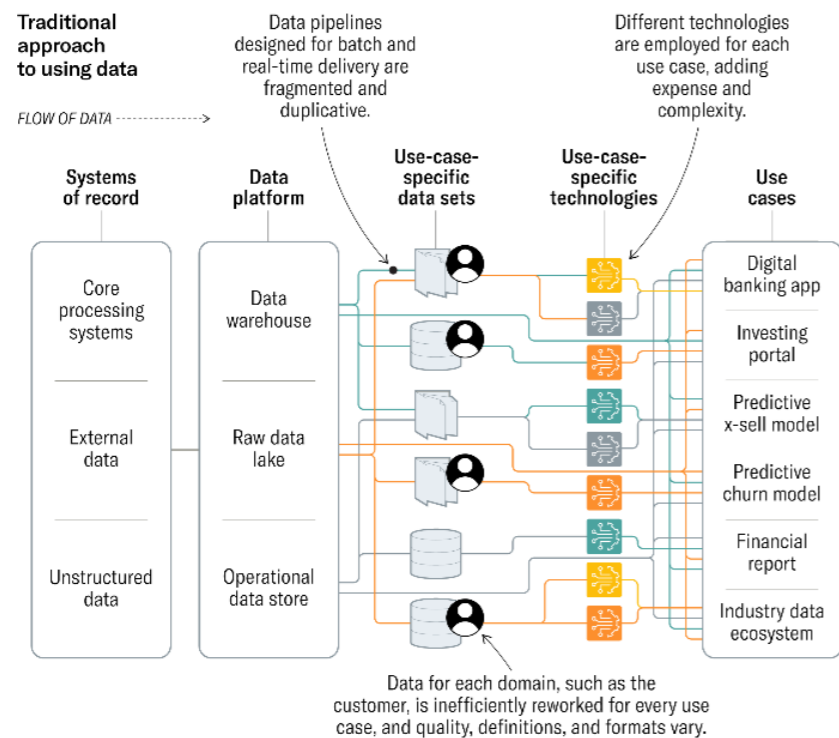 Traditional
approach
to using data
FLOW OF DATA
Data pipelines
designed for batch and
real-time delivery are
fragmented and
duplicative.
Different technologies
are employed for each
use case, adding
expense and
complexity.
Systems
of record
Data
platform
Use-case-
specific
data sets
Use-case-
specific
technologies
Use
cases
Core
processing
systems
External
data
Unstructured
data
Data
warehouse
Raw data
lake
Operational
data store
Digital
banking app
Investing
portal
Predictive
x-sell model
Predictive
churn model
Financial
report
Industry data
ecosystem
Data for each domain, such as the
customer, is inefficiently reworked for every use
case, and quality, definitions, and formats vary.